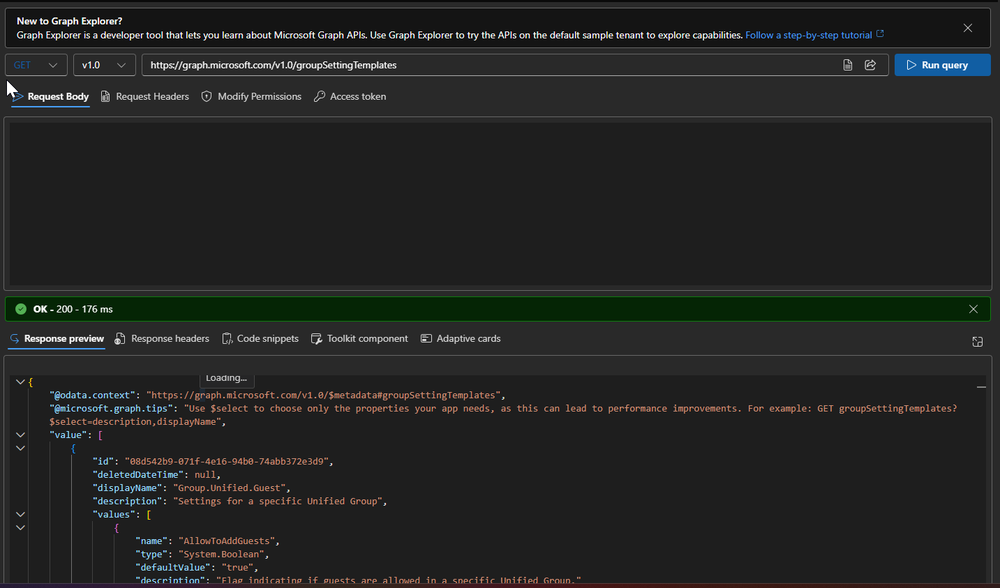 New to Graph Explorer?
Graph Explorer is a developer tool that lets you learn about Microsoft Graph APIs. Use Graph Explorer to try the APIs on the default sample tenant to explore capabilities. Follow a step-by-step tutorial
GET v1.0 https://graph.microsoft.com/v1.0/groupSettingTemplates Run query
Request Body Request Headers Modify Permissions Access token
OK - 200 - 176 ms
Response preview Response headers Code snippets Toolkit component Adaptive cards
Loading...
{
"@odata.context": "https://graph.microsoft.com/v1.0/$metadata#groupSettingTemplates",
"@microsoft.graph.tips": "Use $select to choose only the properties your app needs, as this can lead to performance improvements. For example: GET groupSettingTemplates?
$select=description,displayName",
"value": [
{
"id": "08d542b9-071f-4e16-94b0-74abb372e3d9",
"deletedDateTime": null,
"displayName": "Group.Unified.Guest",
"description": "Settings for a specific Unified Group",
"values": [
{
"name": "AllowToAddGuests",
"type": "System.Boolean",
"defaultValue": "true",
"description": "Flag indicating if guests are allowed in a specific Unified Group."